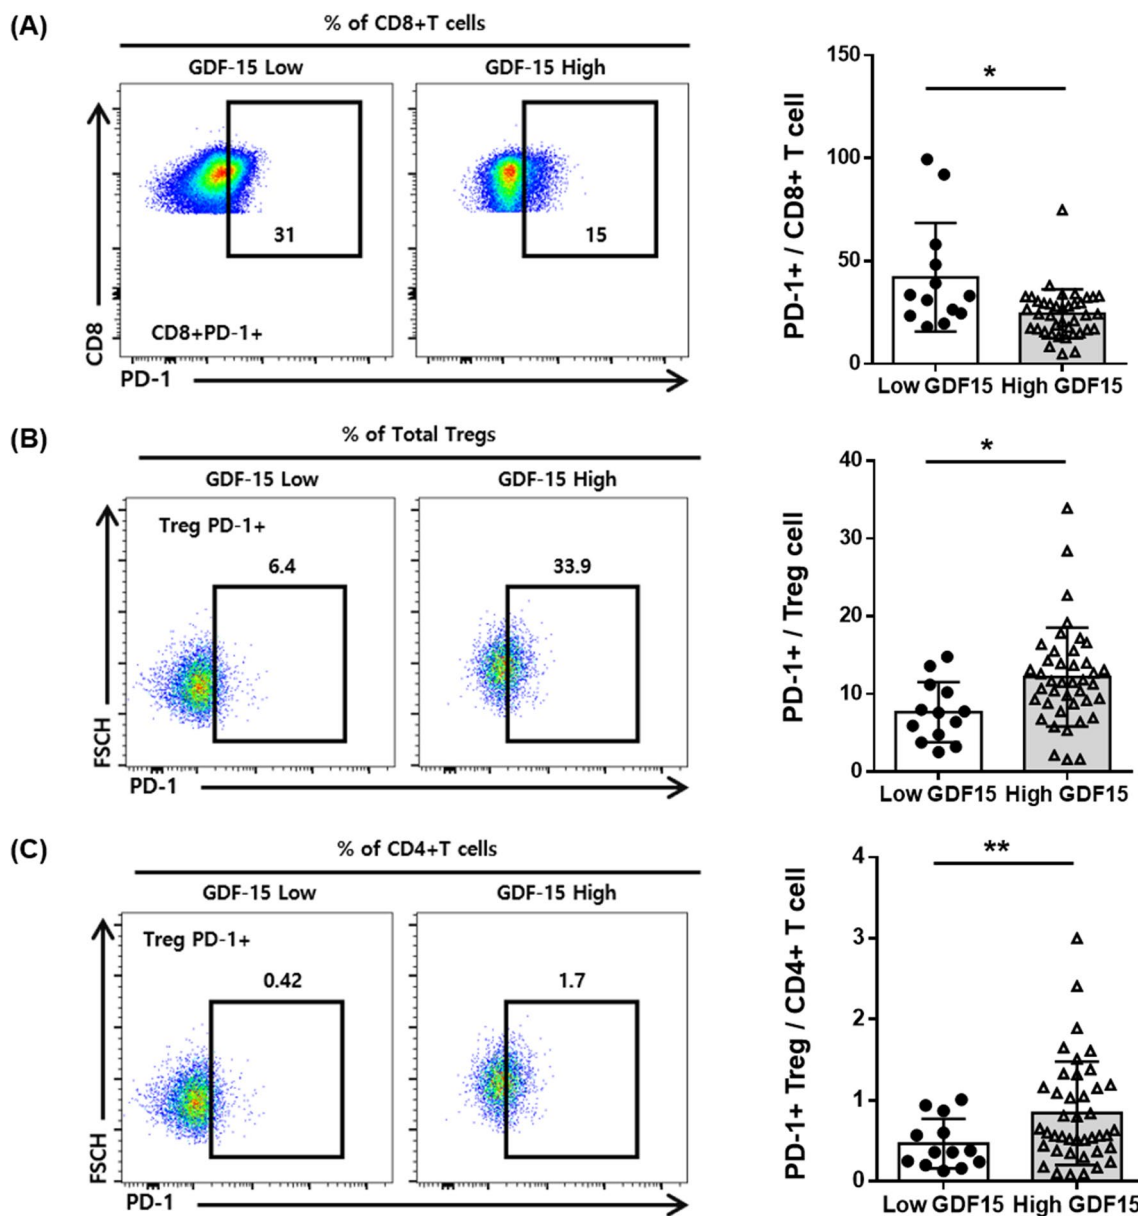 (A)
% of CD8+T cells
GDF-15 Low
GDF-15 High
31
15
CD8+PD-1+
CD8
PD-1
PD-1+ / CD8+ T cell
150
100
50
0
*
Low GDF15
High GDF15
(B)
% of Total Tregs
GDF-15 Low
GDF-15 High
Treg PD-1+
6.4
33.9
FSCH
PD-1
PD-1+ / Treg cell
40
30
20
10
0
*
Low GDF15
High GDF15
(C)
% of CD4+T cells
GDF-15 Low
GDF-15 High
Treg PD-1+
0.42
1.7
FSCH
PD-1
PD-1+ Treg / CD4+ T cell
4
3
2
1
0
**
Low GDF15
High GDF15